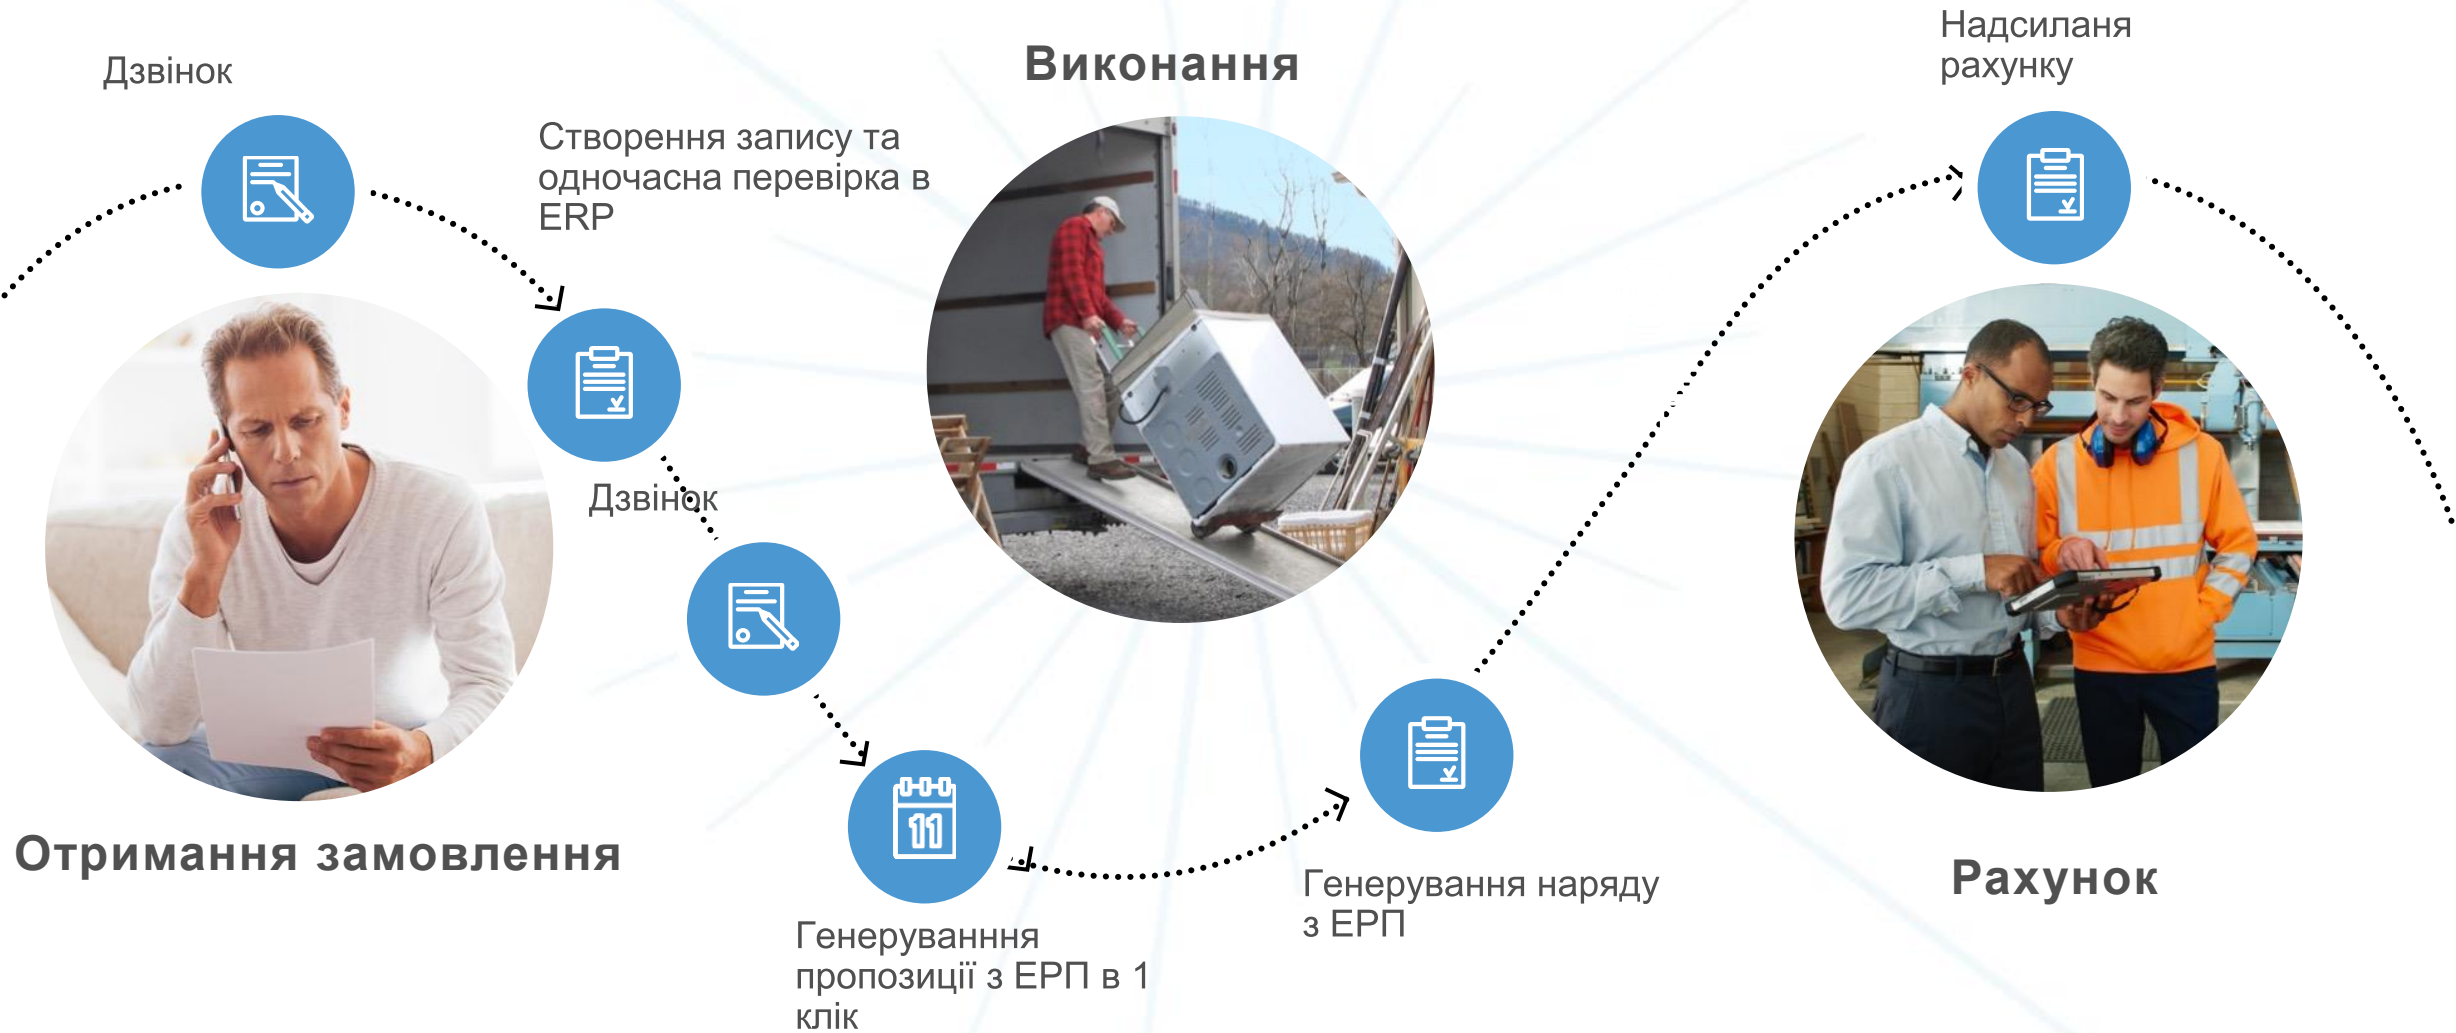 Дзвінок
Створення запису та
одночасна перевірка в
ERP
Дзвінок
Отримання замовлення
Виконання
11
Генеруванння
пропозиції з ЕРП в 1
клік
Генерування наряду
з ЕРП
Надсиланя
рахунку
Рахунок